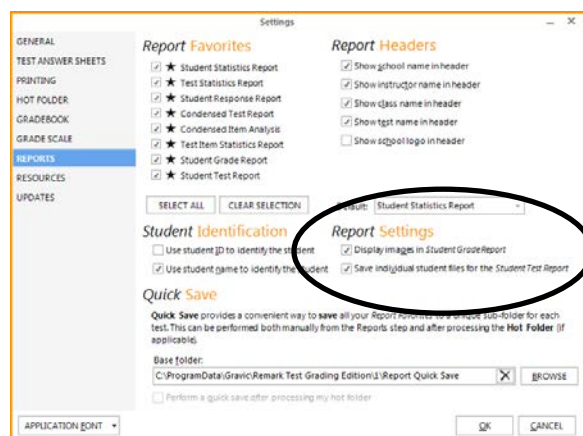 Settings
GENERAL
TEST ANSWER SHEETS
PRINTING
HOT FOLDER
GRADEBOOK
GRADE SCALE
REPORTS
RESOURCES
UPDATES
Report Favorites
Student Statistics Report
Test Statistics Report
Student Response Report
Condensed Test Report
Condensed Item Analysis
Test Item Statistics Report
Student Grade Report
Student Test Report
SELECT ALL
CLEAR SELECTION
Report Headers
Show school name in header
Show instructor name in header
Show class name in header
Show test name in header
Show school logo in header
Default: Student Statistics Report
Student Identification
Use student ID to identify the student
Use student name to identify the student
Report Settings
Display images in Student Grade Report
Save individual student files for the Student Test Report
Quick Save
Quick Save provides a convenient way to save all your Report Favorites to a unique sub-folder for each
test. This can be performed both manually from the Reports step and after processing the Hot Folder (if
applicable).
Base folder:
C:\ProgramData\Gravic\Remark Test Grading Edition\1\Report Quick Save
BROWSE
Perform a quick save after processing my hot folder
APPLICATION FONT
OK
CANCEL